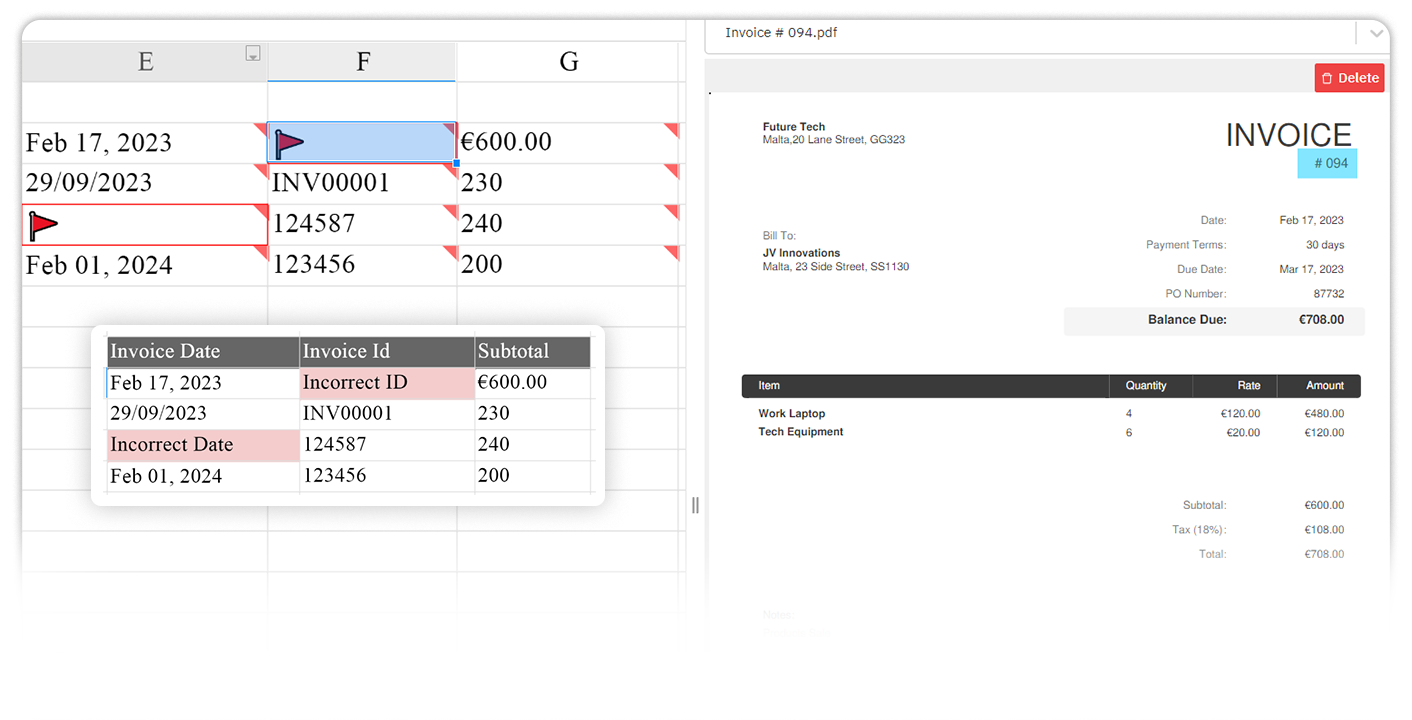 E F G
Feb 17, 2023 €600.00
29/09/2023 INV00001 230
124587 240
Feb 01, 2024 123456 200
Invoice Date Invoice Id Subtotal
Feb 17, 2023 Incorrect ID €600.00
29/09/2023 INV00001 230
Incorrect Date 124587 240
Feb 01, 2024 123456 200
Invoice # 094.pdf
Delete
Future Tech
Malta,20 Lane Street, GG323
INVOICE
# 094
Bill To:
JV Innovations
Malta, 23 Side Street, SS1130
Date: Feb 17, 2023
Payment Terms: 30 days
Due Date: Mar 17, 2023
PO Number: 87732
Balance Due: €708.00
Item Quantity Rate Amount
Work Laptop 4 €120.00 €480.00
Tech Equipment 6 €20.00 €120.00
Subtotal: €600.00
Tax (18%): €108.00
Total: €708.00
Notes: